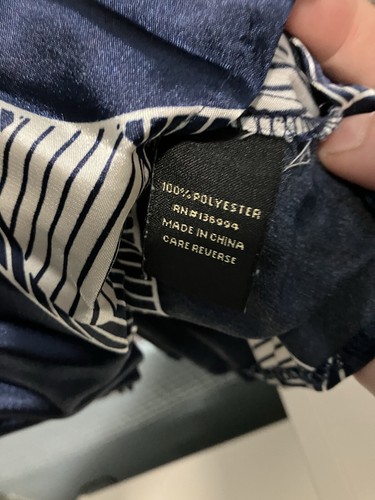 100% POLYESTER
RN#136994
MADE IN CHINA
CARE REVERSE